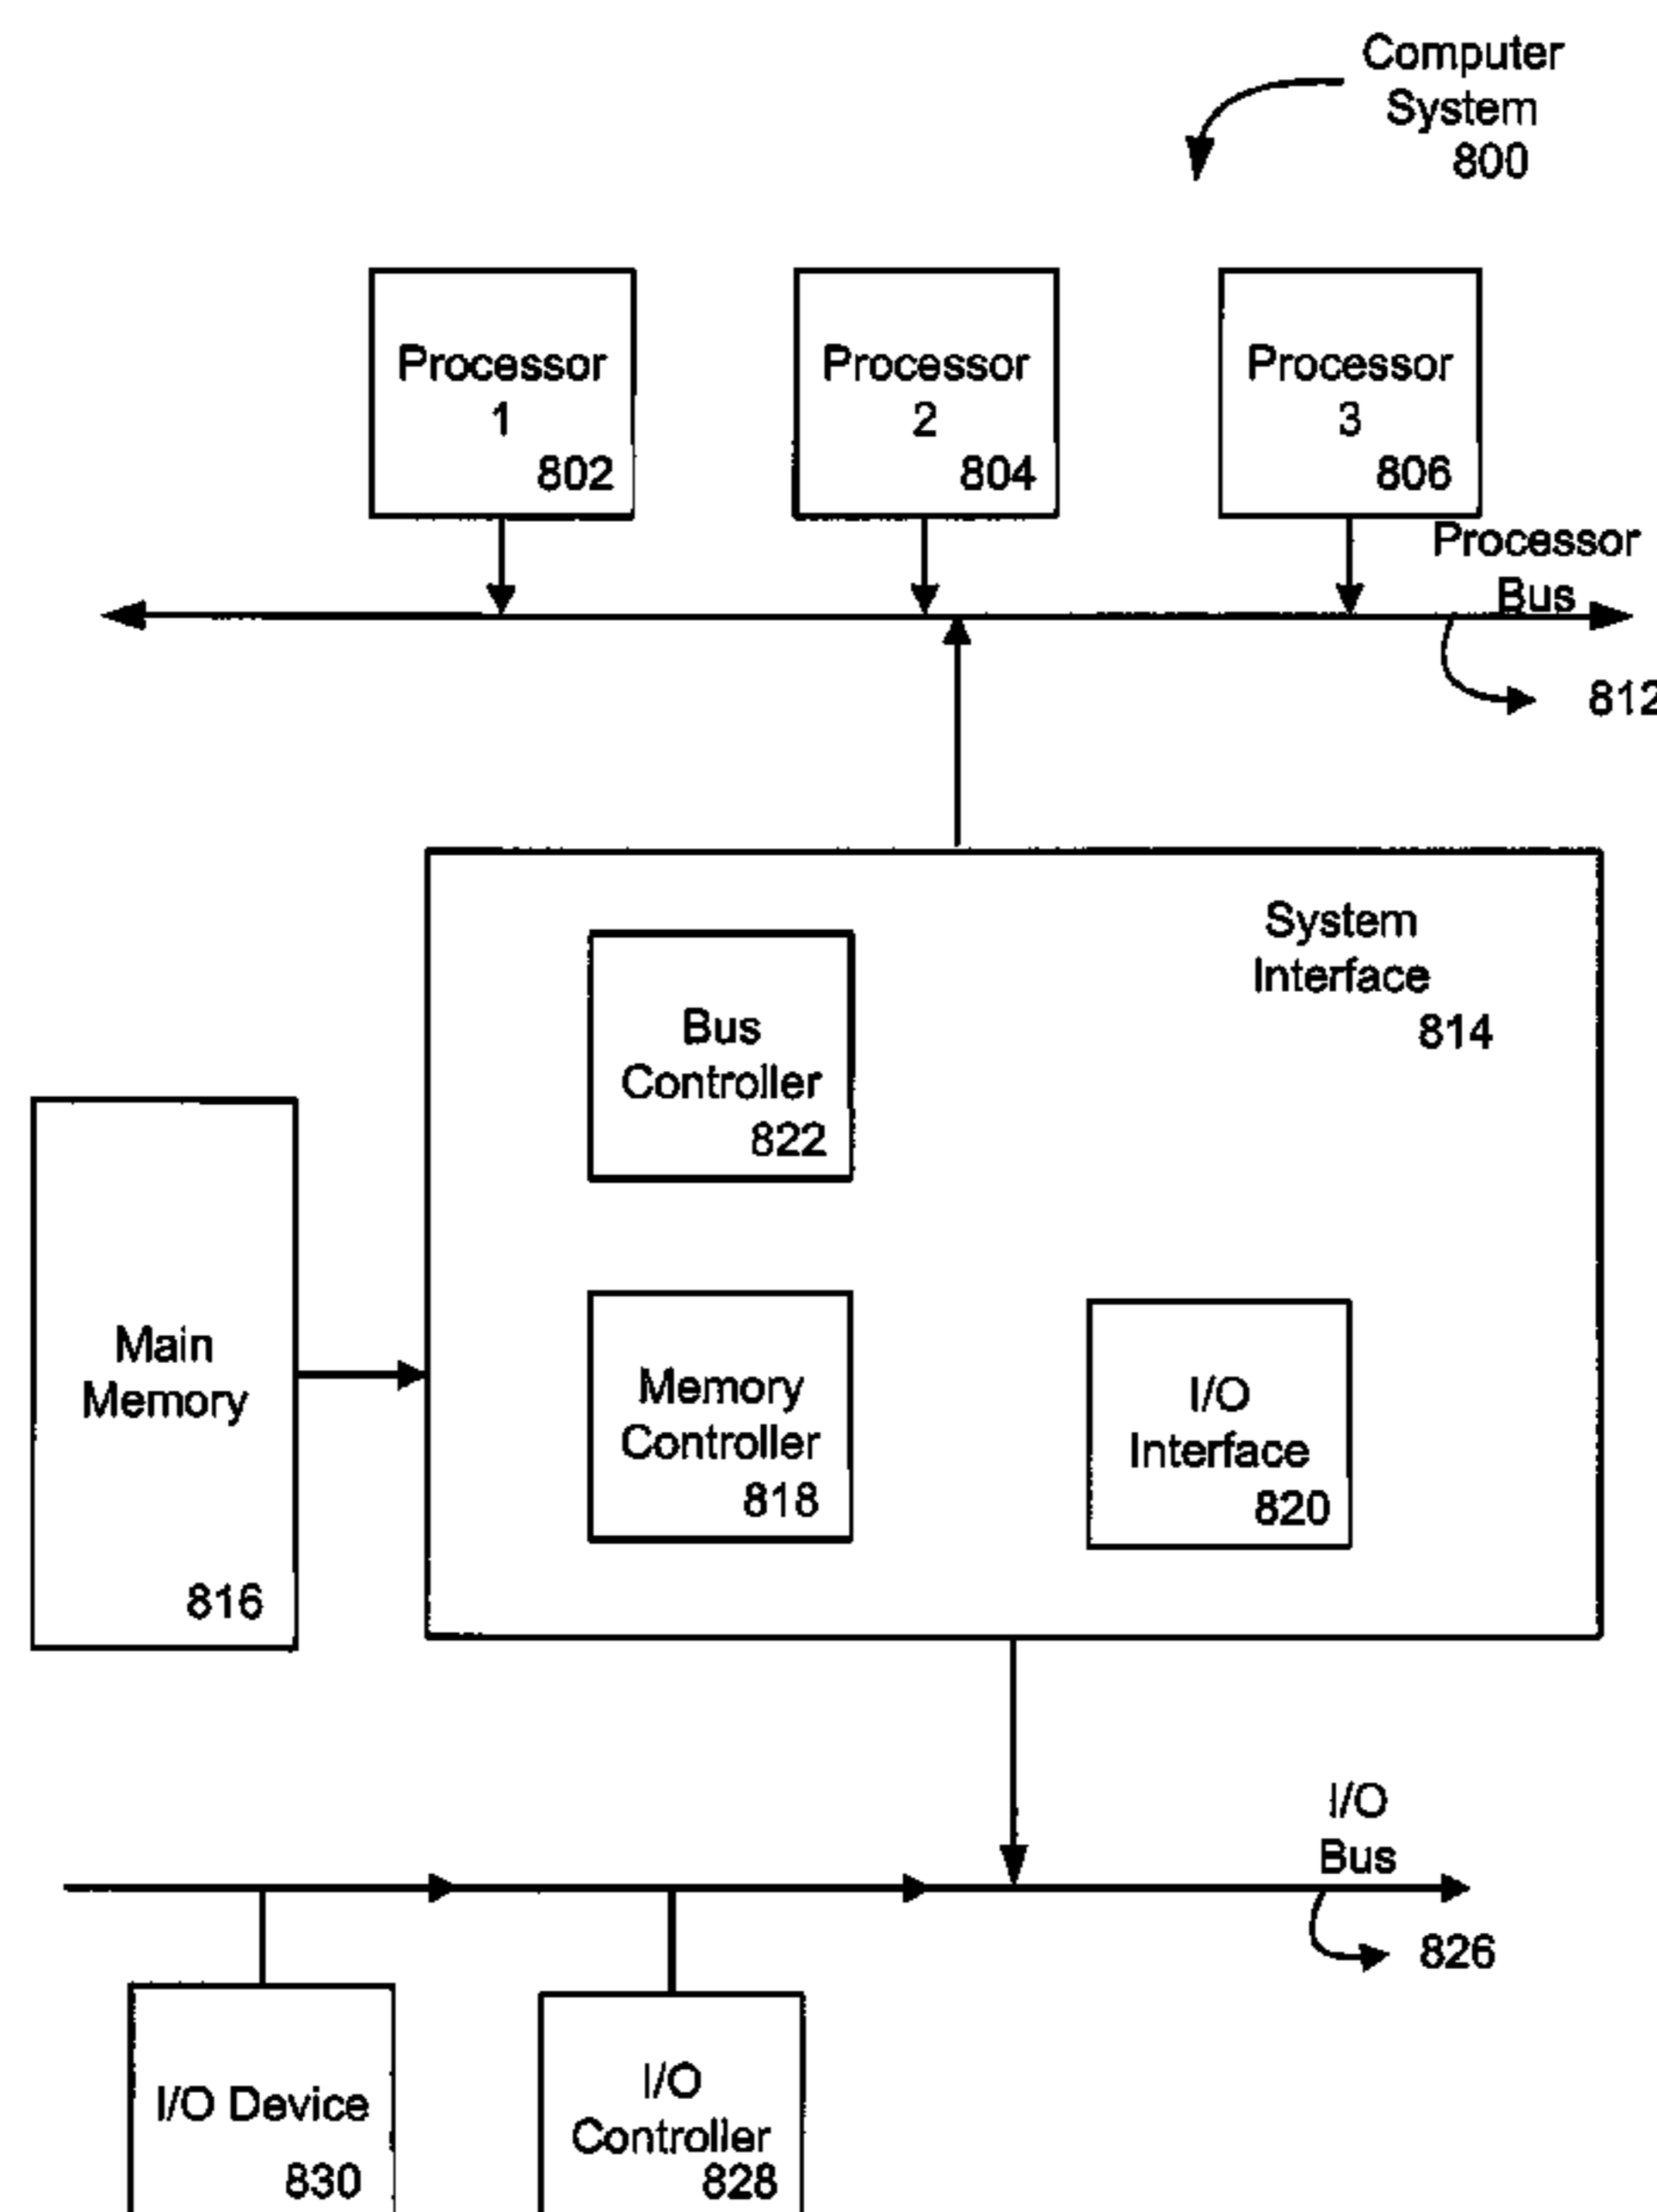 Computer
System
800
Processor
1
802
Processor
2
804
Processor
3
806
Processor
Bus
812
System
Interface
814
Bus
Controller
822
Main
Memory
816
Memory
Controller
818
I/O
Interface
820
I/O
Bus
826
I/O Device
830
I/O
Controller
828